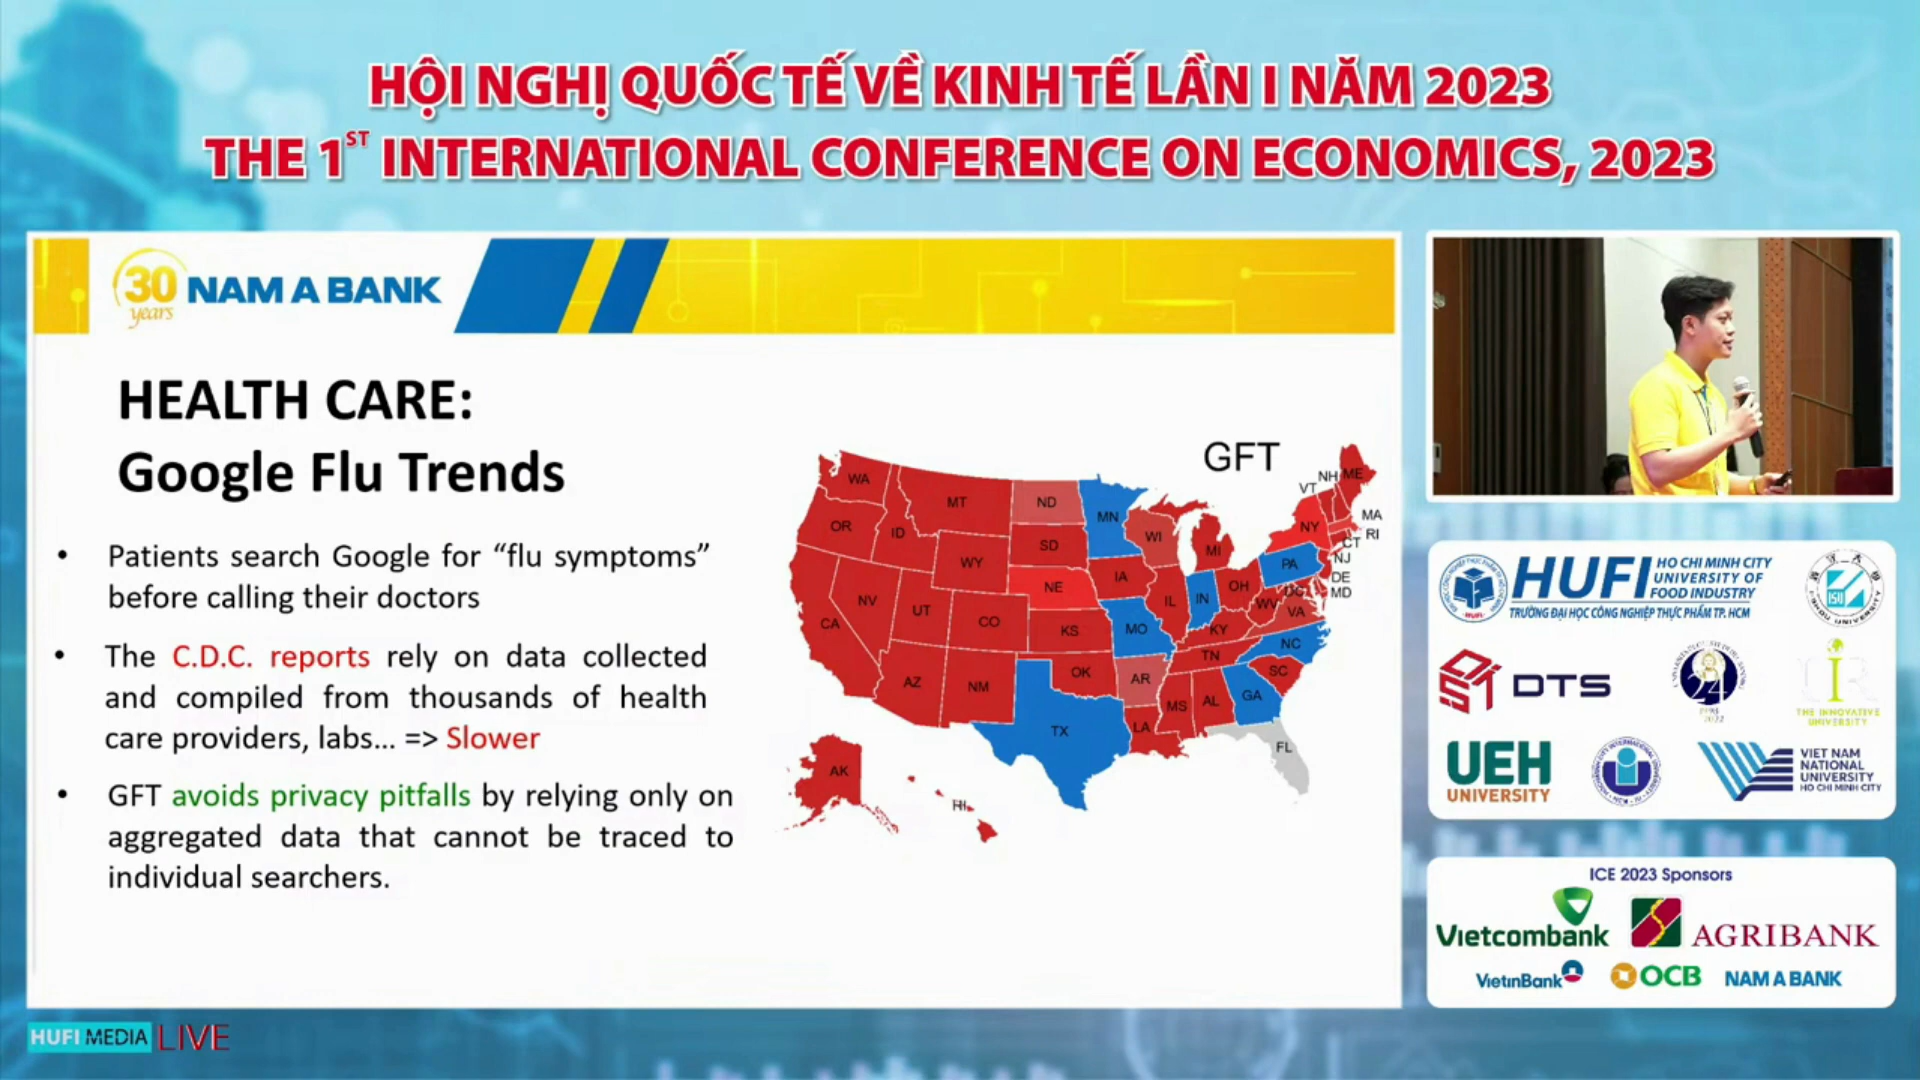 HỘI NGHỊ QUỐC TẾ VỀ KINH TẾ LẦN I NĂM 2023
THE 1ST INTERNATIONAL CONFERENCE ON ECONOMICS, 2023
30 years NAM A BANK
HEALTH CARE:
Google Flu Trends
• Patients search Google for “flu symptoms”
before calling their doctors
• The C.D.C. reports rely on data collected
and compiled from thousands of health
care providers, labs... => Slower
• GFT avoids privacy pitfalls by relying only on
aggregated data that cannot be traced to
individual searchers.
GFT
WA
MT
ND
MN
VT
NH
ME
OR
ID
SD
WI
MI
NY
MA
RI
CT
NJ
WY
NE
IA
PA
DE
MD
NV
UT
CO
IL
IN
OH
WV
DC
VA
CA
KS
MO
KY
NC
AZ
NM
OK
AR
TN
SC
TX
LA
MS
AL
GA
FL
AK
HI
HUFI
HO CHI MINH CITY
UNIVERSITY OF
FOOD INDUSTRY
TRƯỜNG ĐẠI HỌC CÔNG NGHIỆP THỰC PHẨM TP. HCM
ISU
DTS
24
THE INNOVATIVE
UNIVERSITY
UEH
UNIVERSITY
VIET NAM
NATIONAL
UNIVERSITY
HO CHI MINH CITY
ICE 2023 Sponsors
Vietcombank
AGRIBANK
VietinBank
OCB
NAM A BANK
HUFI MEDIA LIVE